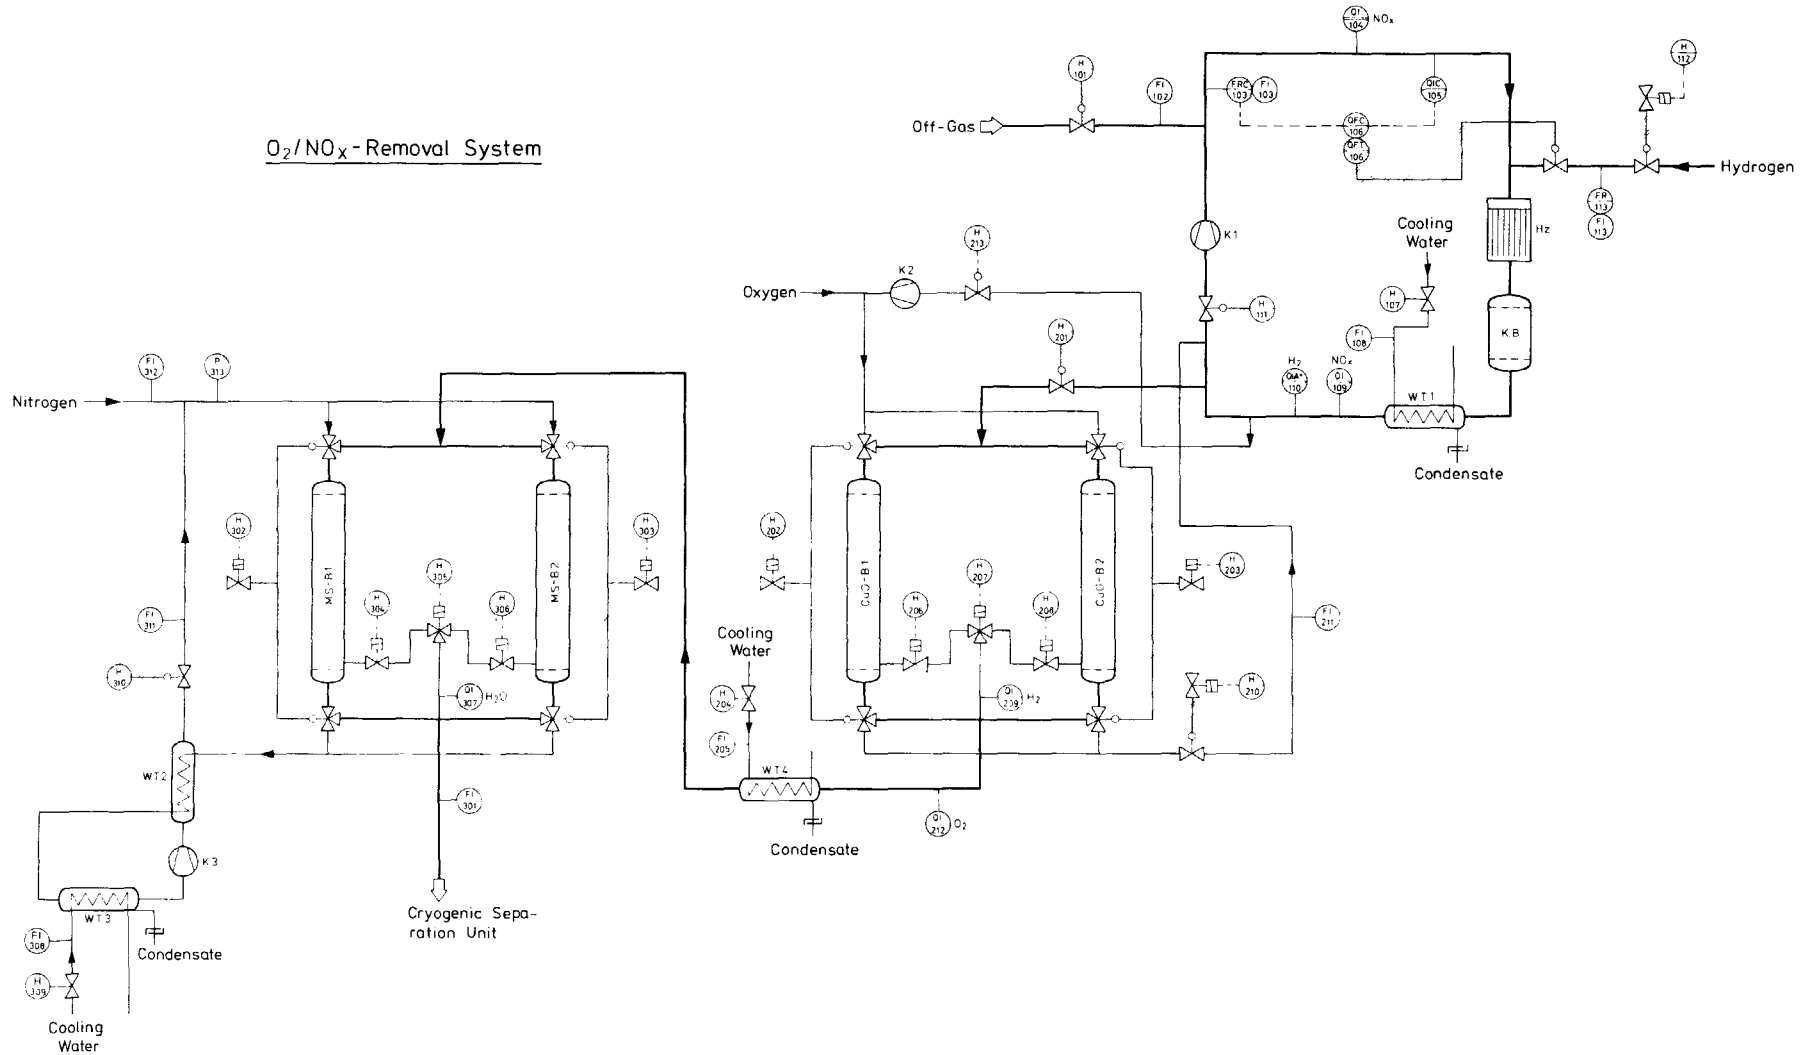 O₂/NOₓ-Removal System
QI
104
NOₓ
H
101
FI
102
FRC
103
FI
103
QIC
105
H
112
Off-Gas
QFC
106
QFT
106
Hydrogen
FR
113
FI
113
Cooling
Water
Hz
H
213
K1
K2
Oxygen
H
107
H
111
FI
108
KB
H
201
H₂
QIA⁺
110
NOₓ
QI
109
WT1
Condensate
FI
312
P
313
Nitrogen
H
302
H
303
H
202
H
203
MS-B1
MS-B2
CuO-B1
CuO-B2
H
305
H
304
H
306
H
207
H
206
H
208
FI
311
FI
211
Cooling
Water
H
310
QI
307
H₂O
H
204
QI
209
H₂
H
210
FI
205
WT2
WT4
FI
301
QI
212
O₂
Condensate
K3
WT3
Cryogenic Sepa-
ration Unit
FI
308
Condensate
H
309
Cooling
Water